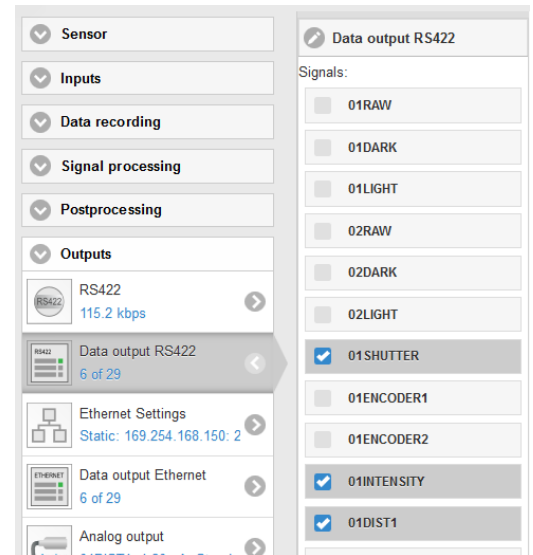 Sensor
Inputs
Data recording
Signal processing
Postprocessing
Outputs
RS422
RS422
115.2 kbps
RS422
Data output RS422
6 of 29
Ethernet Settings
Static: 169.254.168.150: 2
ETHERNET
Data output Ethernet
6 of 29
Analog output
Data output RS422
Signals:
01RAW
01DARK
01LIGHT
02RAW
02DARK
02LIGHT
01SHUTTER
01ENCODER1
01ENCODER2
01INTENSITY
01DIST1